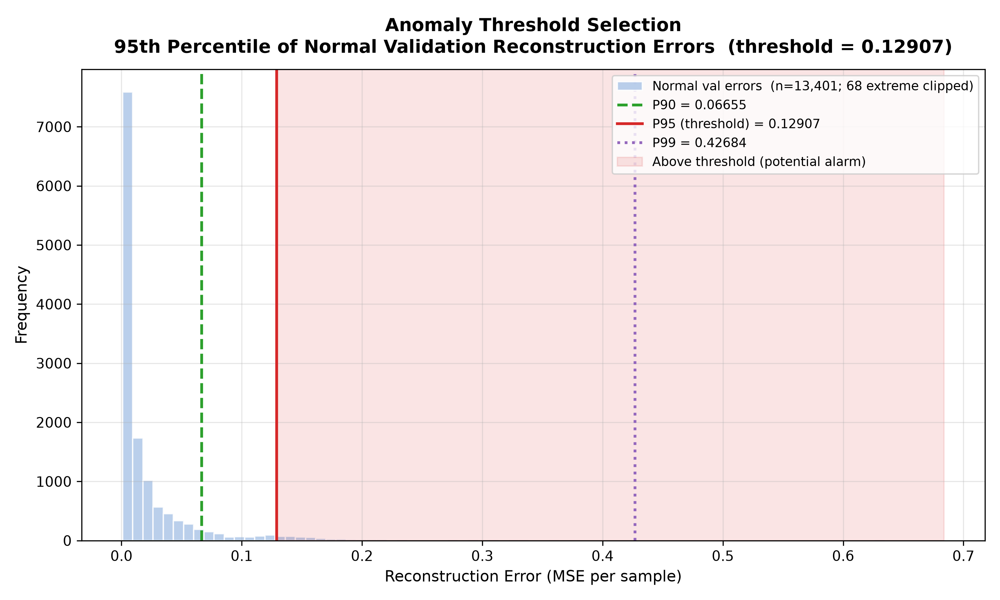 Anomaly Threshold Selection
95th Percentile of Normal Validation Reconstruction Errors  (threshold = 0.12907)
Normal val errors  (n=13,401; 68 extreme clipped)
P90 = 0.06655
P95 (threshold) = 0.12907
P99 = 0.42684
Above threshold (potential alarm)
Frequency
7000
6000
5000
4000
3000
2000
1000
0
0.0 0.1 0.2 0.3 0.4 0.5 0.6 0.7
Reconstruction Error (MSE per sample)